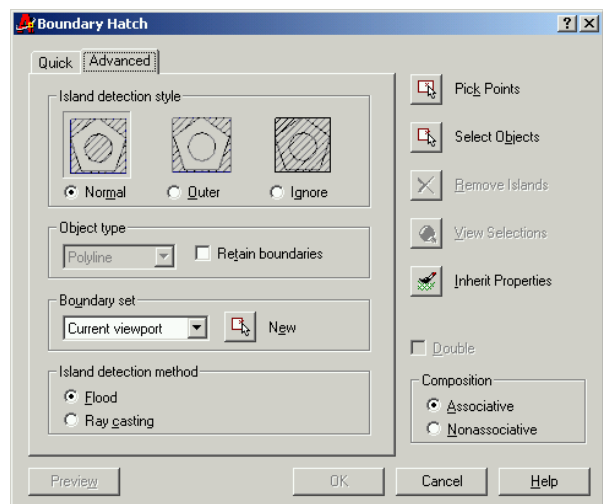 Boundary Hatch
Quick
Advanced
Island detection style
Normal
Outer
Ignore
Object type
Polyline
Retain boundaries
Boundary set
Current viewport
New
Island detection method
Flood
Ray casting
Pick Points
Select Objects
Remove Islands
View Selections
Inherit Properties
Double
Composition
Associative
Nonassociative
Preview
OK
Cancel
Help